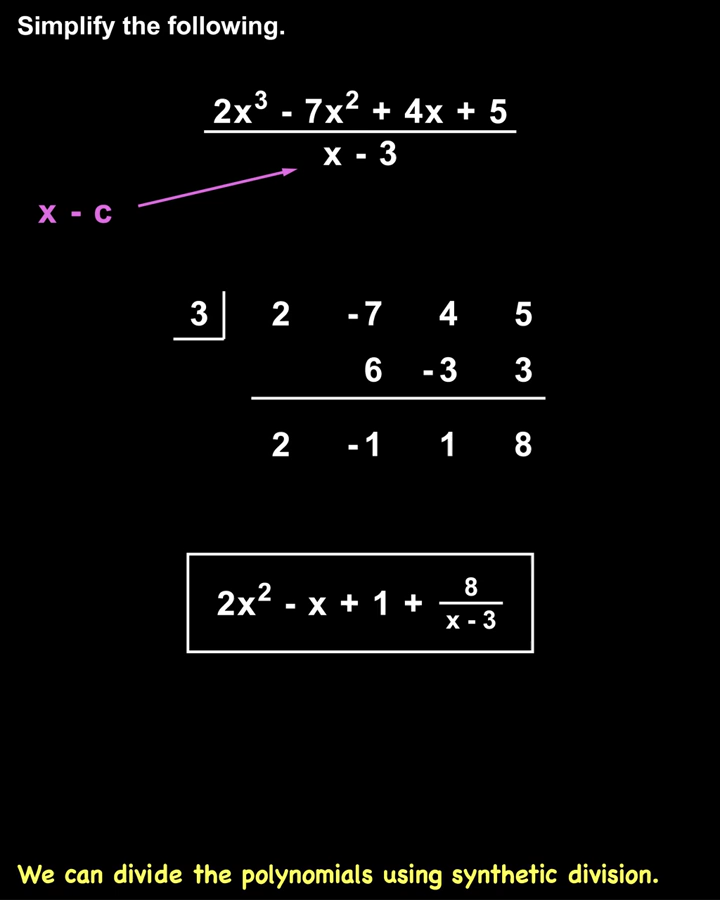 Simplify the following.
2x³ - 7x² + 4x + 5
x - 3
x - c
3 2 -7 4 5
6 -3 3
2 -1 1 8
2x² - x + 1 + 8/(x - 3)
We can divide the polynomials using synthetic division.